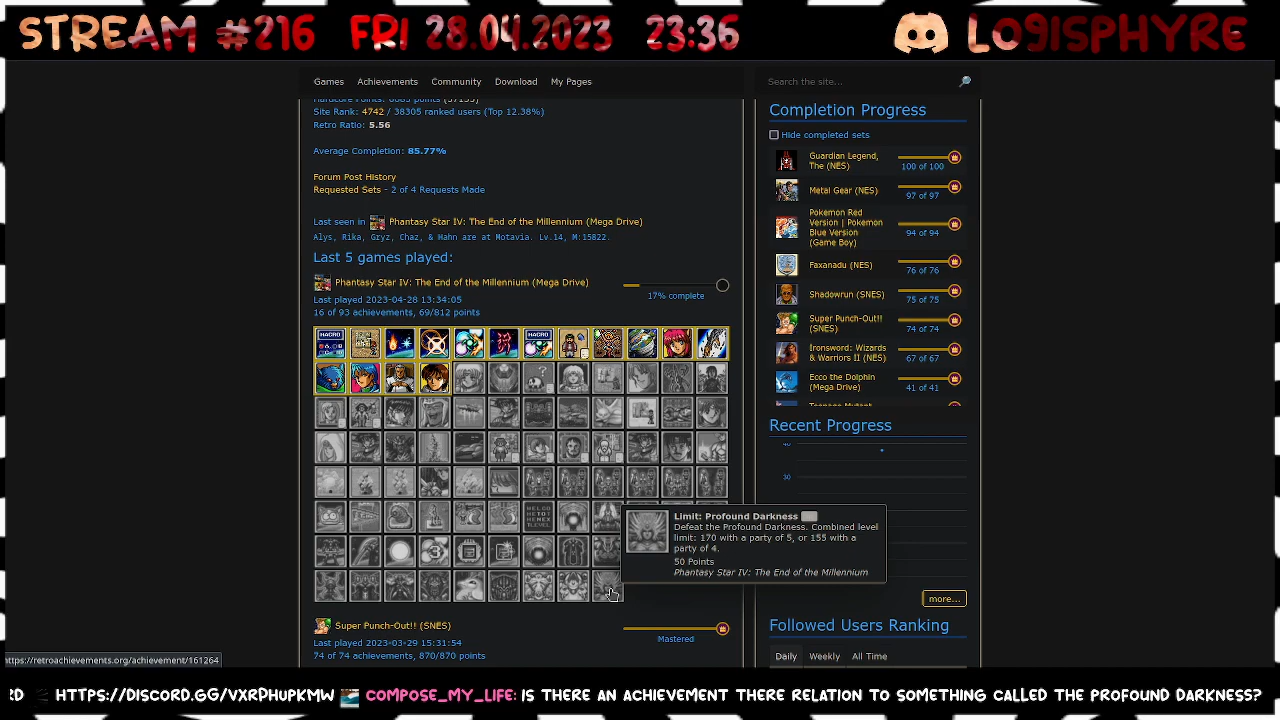 STREAM #216 FRI 28.04.2023 23:36 LO9ISPHYRE
Games Achievements Community Download My Pages
Search the site...
Site Rank: 4742 / 38305 ranked users (Top 12.38%)
Retro Ratio: 5.56
Average Completion: 85.77%
Forum Post History
Requested Sets - 2 of 4 Requests Made
Last seen in Phantasy Star IV: The End of the Millennium (Mega Drive)
Alys, Rika, Gryz, Chaz, & Hahn are at Motavia. Lv.14, M:15822.
Last 5 games played:
Phantasy Star IV: The End of the Millennium (Mega Drive)
Last played 2023-04-28 13:34:05
16 of 93 achievements, 69/812 points
17% complete
MACRO
MACRO
Limit: Profound Darkness
Defeat the Profound Darkness. Combined level
limit: 170 with a party of 5, or 155 with a
party of 4.
50 Points
Phantasy Star IV: The End of the Millennium
Super Punch-Out!! (SNES)
Last played 2023-03-29 15:31:54
74 of 74 achievements, 870/870 points
Mastered
Completion Progress
Hide completed sets
Guardian Legend,
The (NES)
100 of 100
Metal Gear (NES)
97 of 97
Pokemon Red
Version | Pokemon
Blue Version
(Game Boy)
94 of 94
Faxanadu (NES)
76 of 76
Shadowrun (SNES)
75 of 75
Super Punch-Out!!
(SNES)
74 of 74
Ironsword: Wizards
& Warriors II (NES)
67 of 67
Ecco the Dolphin
(Mega Drive)
41 of 41
Recent Progress
40
30
more...
Followed Users Ranking
Daily Weekly All Time
https://retroachievements.org/achievement/161264
RD HTTPS://DISCORD.GG/VXRPHUPKMW COMPOSE_MY_LIFE: IS THERE AN ACHIEVEMENT THERE RELATION TO SOMETHING CALLED THE PROFOUND DARKNESS?